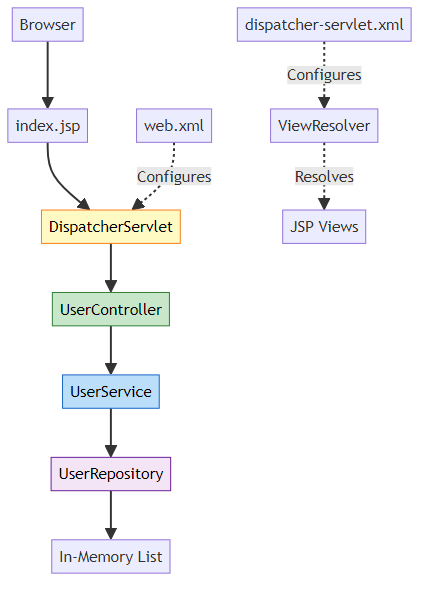 Browser
dispatcher-servlet.xml
Configures
index.jsp
web.xml
ViewResolver
Configures
Resolves
DispatcherServlet
JSP Views
UserController
UserService
UserRepository
In-Memory List